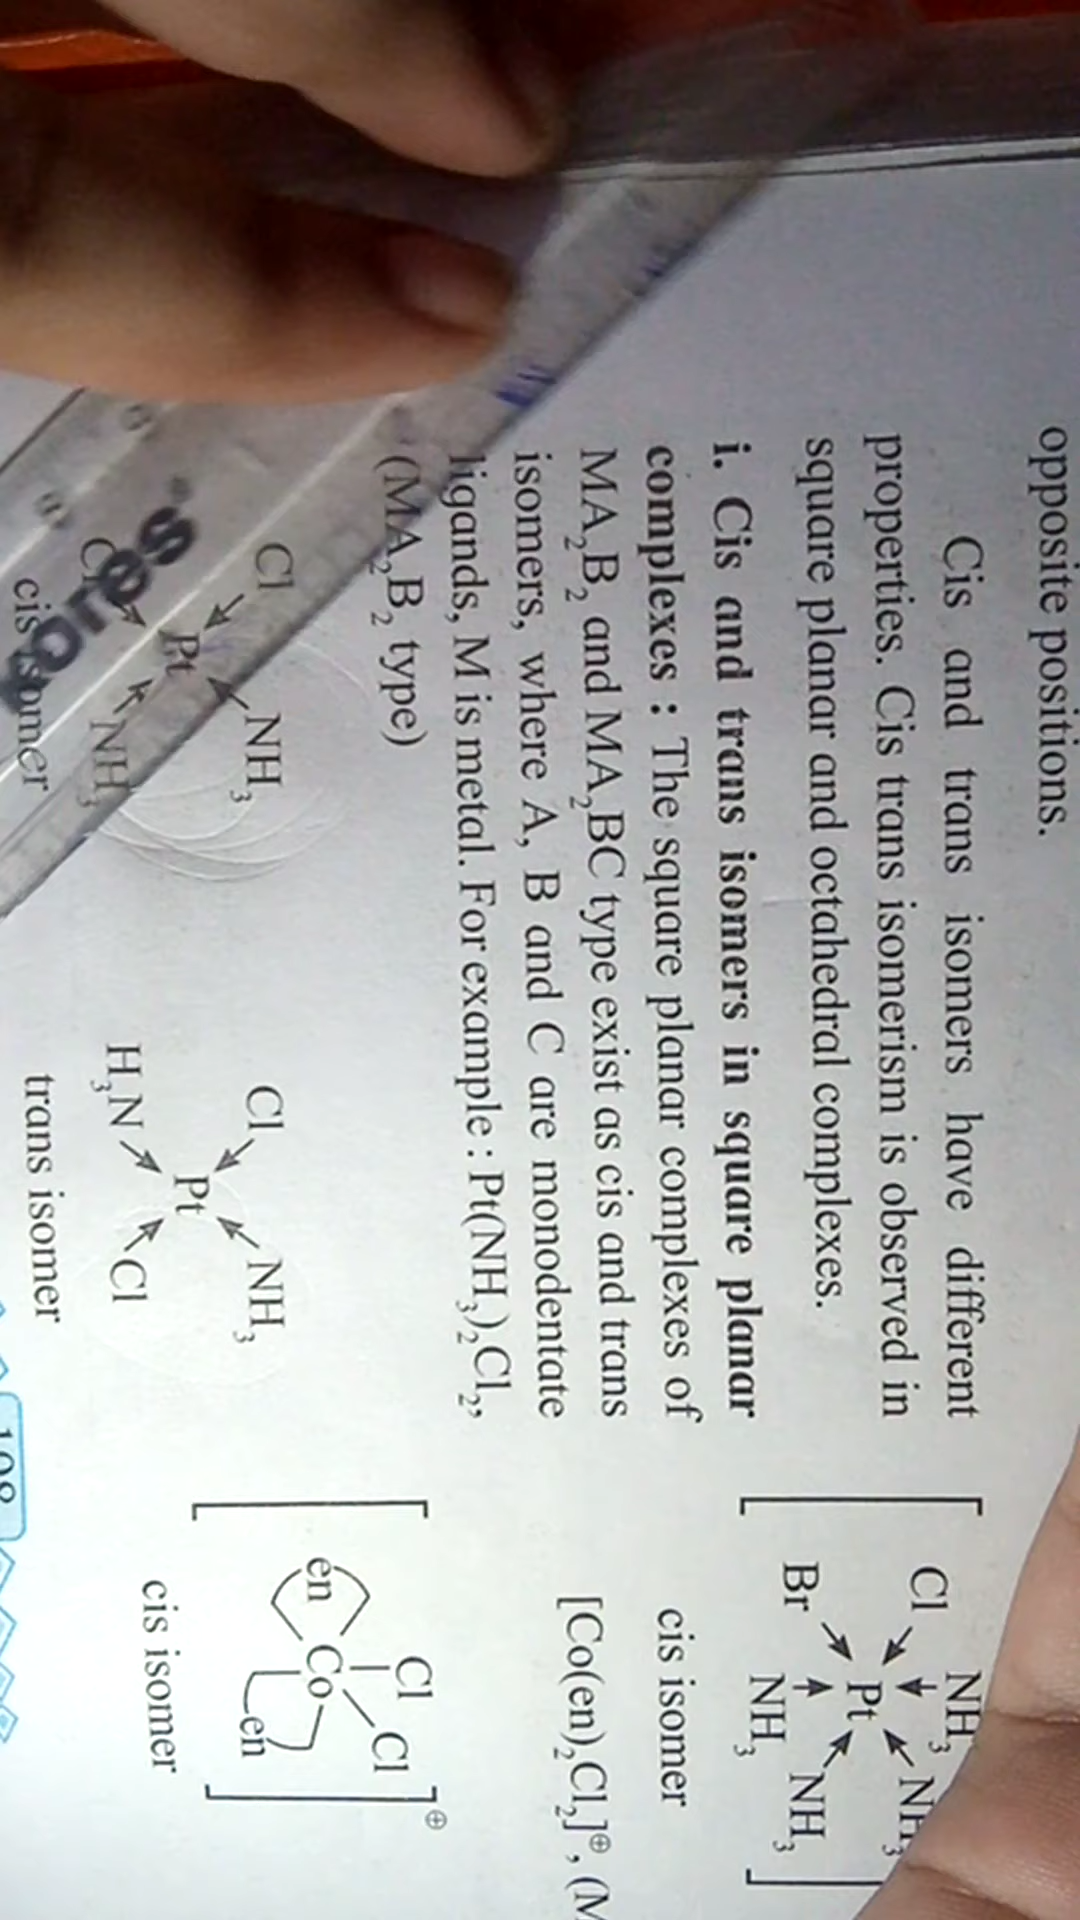 opposite positions.
Cis and trans isomers have different
properties. Cis trans isomerism is observed in
square planar and octahedral complexes.
i. Cis and trans isomers in square planar
complexes : The square planar complexes of
MA₂B₂ and MA₂BC type exist as cis and trans
isomers, where A, B and C are monodentate
ligands, M is metal. For example : Pt(NH₃)₂Cl₂,
(MA₂B₂ type)
Cl NH₃
Pt
Cl NH₃
cis isomer
Cl NH₃
Pt
H₃N Cl
trans isomer
NH₃
Cl NH₃
Pt
Br NH₃
NH₃
cis isomer
[Co(en)₂Cl₂]⊕, (M
Cl ⊕
Cl
en Co
en
cis isomer
198